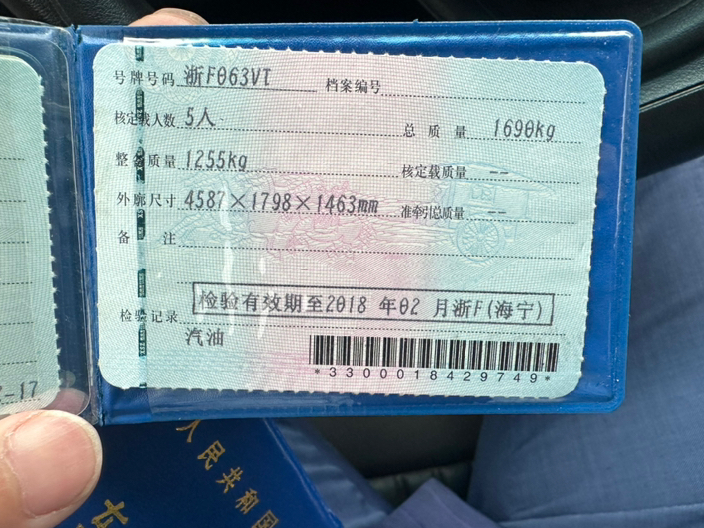 号牌号码 浙F063VT 档案编号
核定载人数 5人 总质量 1690kg
整备质量 1255kg 核定载质量 --
外廓尺寸 4587×1798×1463mm 准牵引总质量 --
备注
检验记录 检验有效期至2018年02月浙F(海宁)
汽油
*3300018429749*
-17
人民共和国